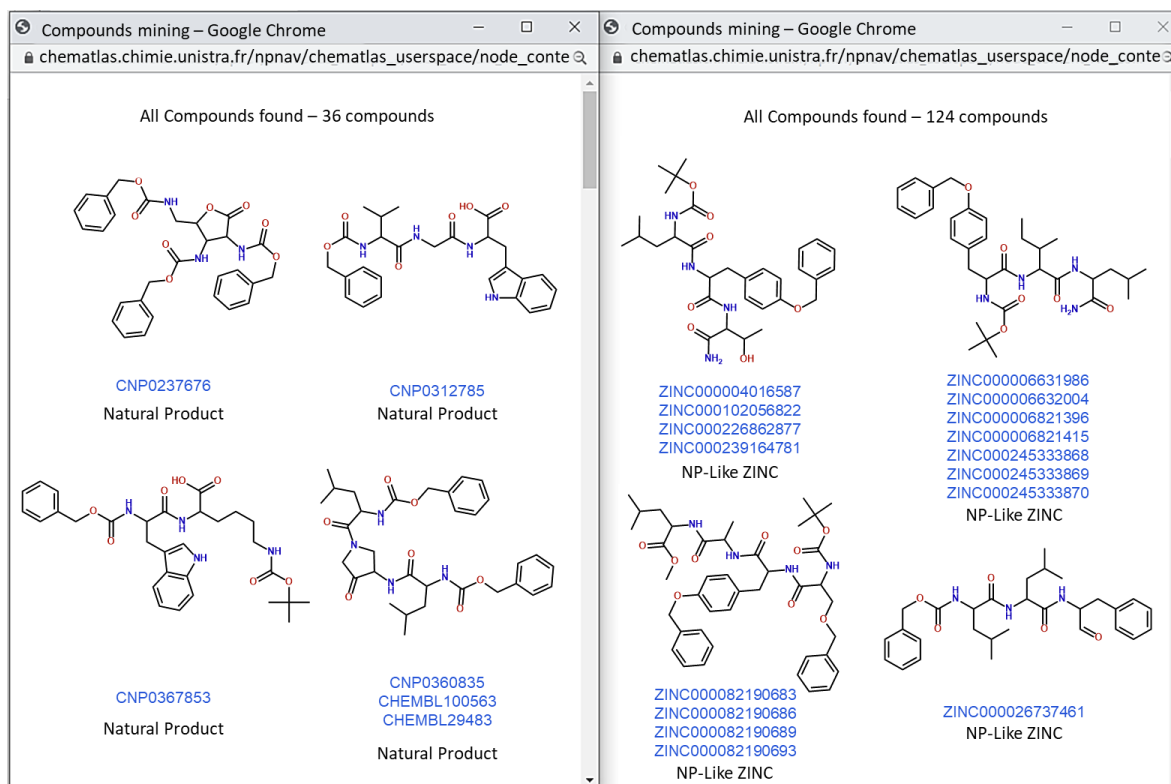 Compounds mining – Google Chrome
chematlas.chimie.unistra.fr/npnav/chematlas_userspace/node_conte
All Compounds found – 36 compounds
CNP0237676
Natural Product
CNP0312785
Natural Product
CNP0367853
Natural Product
CNP0360835
CHEMBL100563
CHEMBL29483
Natural Product
Compounds mining – Google Chrome
chematlas.chimie.unistra.fr/npnav/chematlas_userspace/node_conte
All Compounds found – 124 compounds
ZINC000004016587
ZINC000102056822
ZINC000226862877
ZINC000239164781
NP-Like ZINC
ZINC000006631986
ZINC000006632004
ZINC000006821396
ZINC000006821415
ZINC000245333868
ZINC000245333869
ZINC000245333870
NP-Like ZINC
ZINC000082190683
ZINC000082190686
ZINC000082190689
ZINC000082190693
NP-Like ZINC
ZINC000026737461
NP-Like ZINC